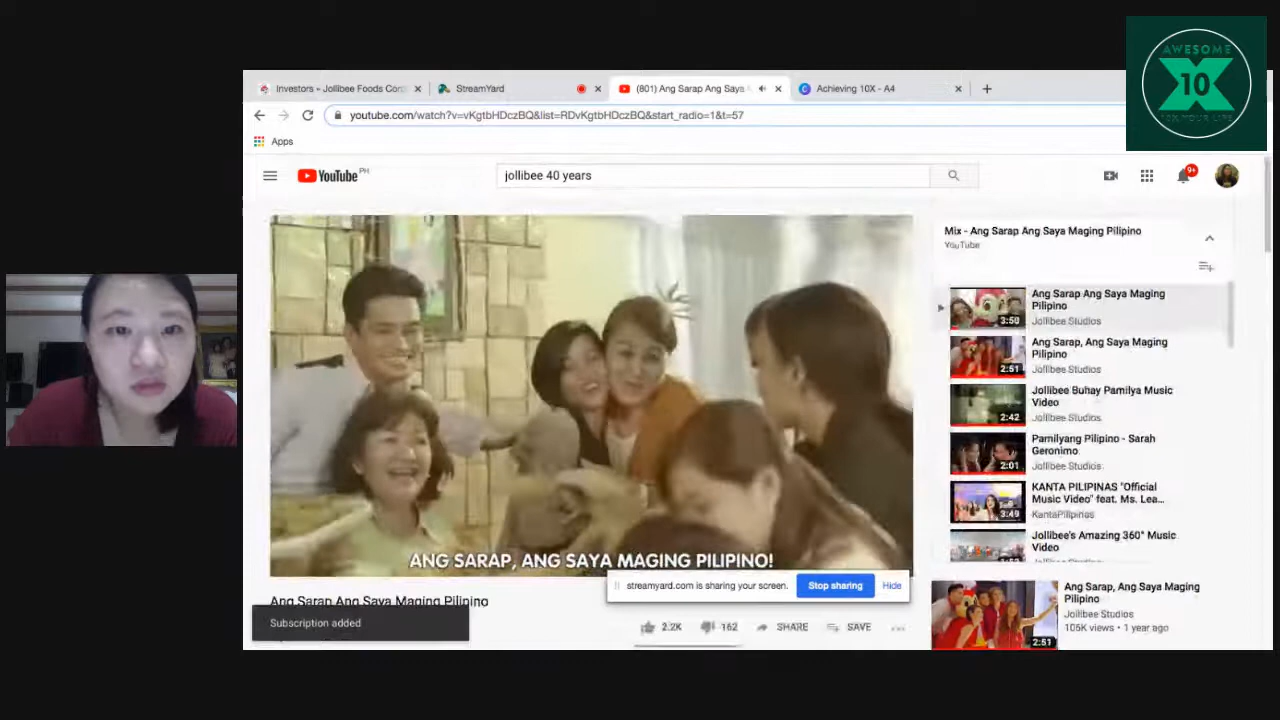 AWESOME
10
X
10X YOUR LIFE
Investors » Jollibee Foods Cor
StreamYard
(801) Ang Sarap Ang Saya M
Achieving 10X - A4
youtube.com/watch?v=vKgtbHDczBQ&list=RDvKgtbHDczBQ&start_radio=1&t=57
Apps
YouTube PH
jollibee 40 years
9+
Mix - Ang Sarap Ang Saya Maging Pilipino
YouTube
Ang Sarap Ang Saya Maging
Pilipino
Jollibee Studios
3:50
Ang Sarap, Ang Saya Maging
Pilipino
Jollibee Studios
2:51
Jollibee Buhay Pamilya Music
Video
Jollibee Studios
2:42
Pamilyang Pilipino - Sarah
Geronimo
Jollibee Studios
2:01
KANTA PILIPINAS "Official
Music Video" feat. Ms. Lea...
KantaPilipinas
3:49
Jollibee's Amazing 360° Music
Video
ANG SARAP, ANG SAYA MAGING PILIPINO!
streamyard.com is sharing your screen.
Stop sharing
Hide
Ang Sarap Ang Saya Maging Pilipino
Subscription added
2.2K
162
SHARE
SAVE
Ang Sarap, Ang Saya Maging
Pilipino
Jollibee Studios
105K views • 1 year ago
2:51